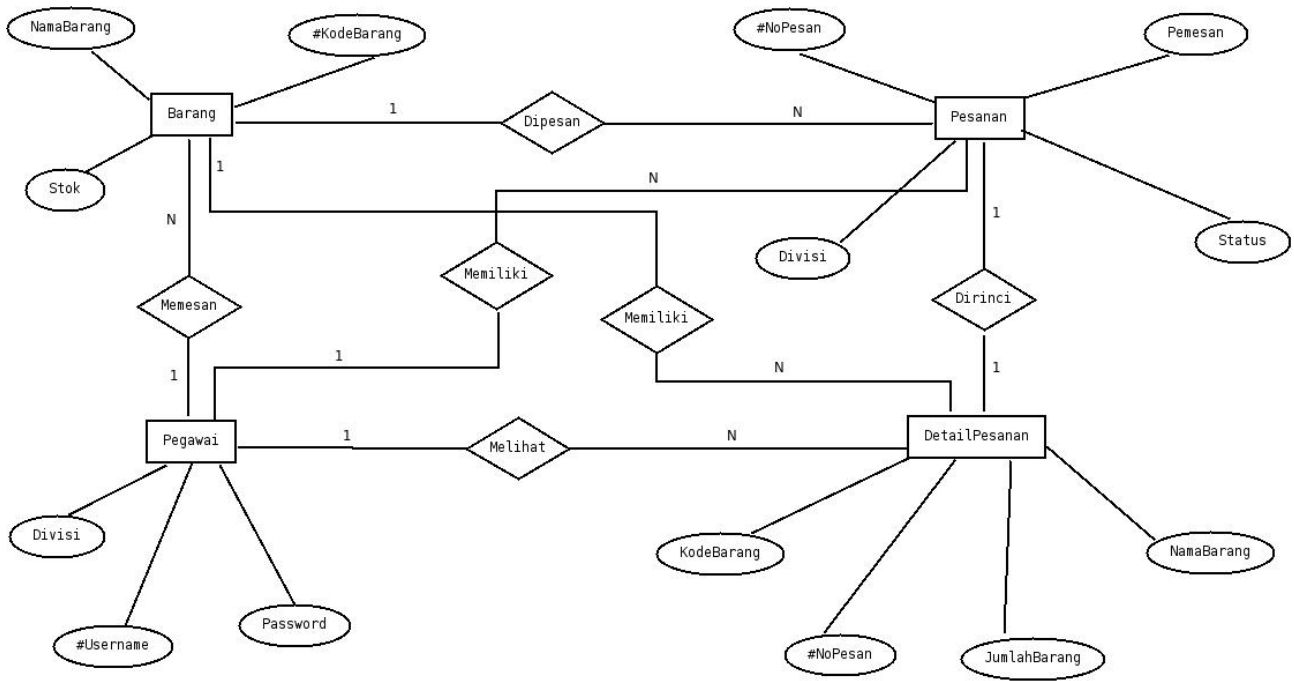 NamaBarang
#KodeBarang
#NoPesan
Pemesan
Barang
1
Dipesan
N
Pesanan
Stok
1
N
N
1
Divisi
Status
Memesan
Memiliki
Memiliki
Dirinci
1
1
N
1
Pegawai
1
Melihat
N
DetailPesanan
Divisi
KodeBarang
NamaBarang
#Username
Password
#NoPesan
JumlahBarang